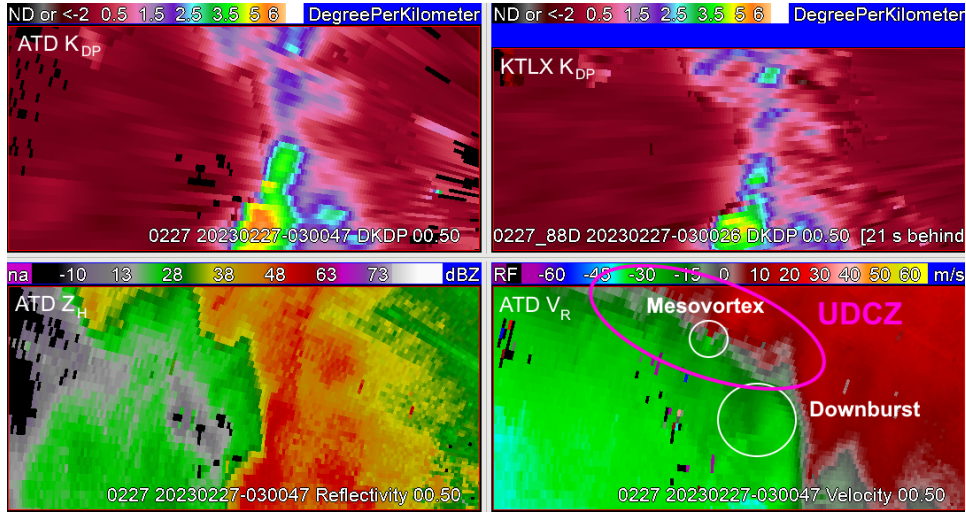 ND or <-2 0.5 1.5 2.5 3.5 5 6 DegreePerKilometer
ATD KDP
0227 20230227-030047 DKDP 00.50
ND or <-2 0.5 1.5 2.5 3.5 5 6 DegreePerKilometer
KTLX KDP
0227_88D 20230227-030026 DKDP 00.50 [21 s behind
na -10 13 28 38 48 63 73 dBZ
ATD ZH
0227 20230227-030047 Reflectivity 00.50
RF -60 -45 -30 -15 0 10 20 30 40 50 60 m/s
ATD VR
Mesovortex
UDCZ
Downburst
0227 20230227-030047 Velocity 00.50